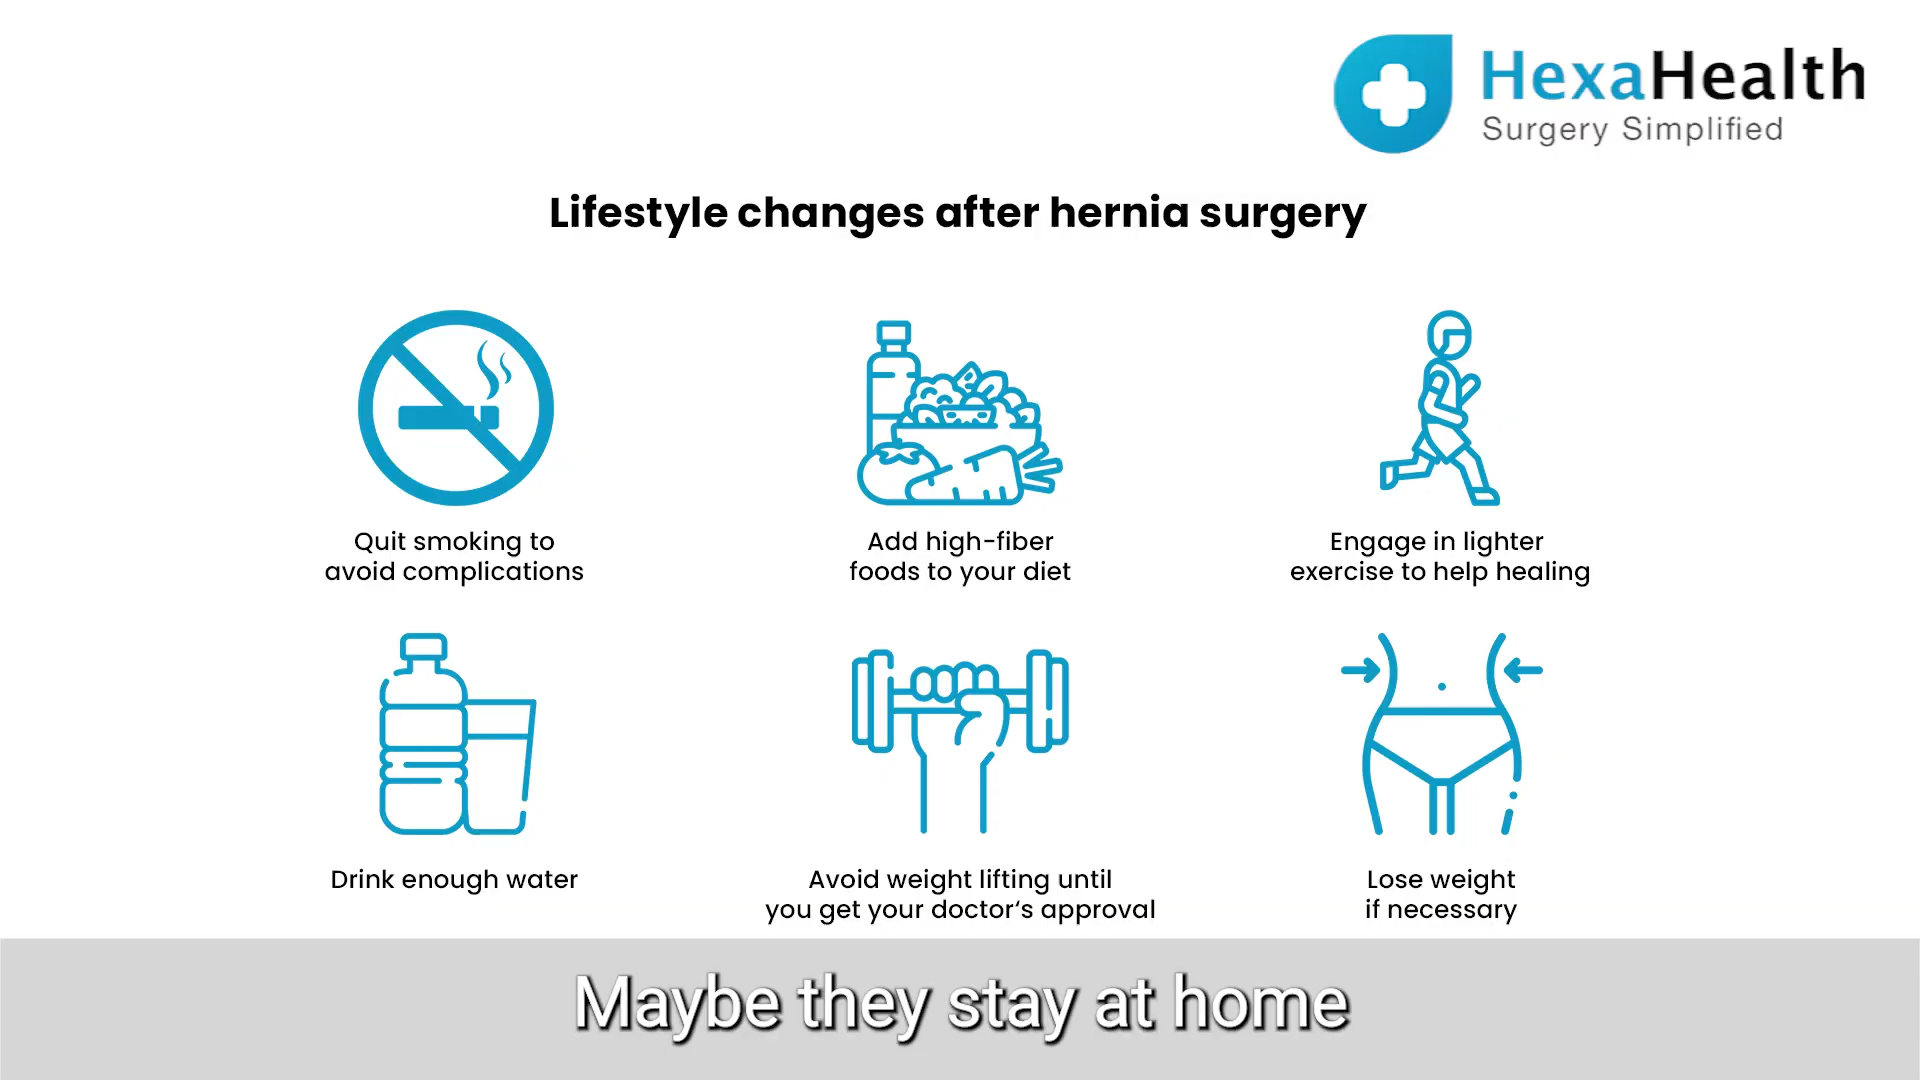 HexaHealth
Surgery Simplified
Lifestyle changes after hernia surgery
Quit smoking to
avoid complications
Add high-fiber
foods to your diet
Engage in lighter
exercise to help healing
Drink enough water
Avoid weight lifting until
you get your doctor‘s approval
Lose weight
if necessary
Maybe they stay at home